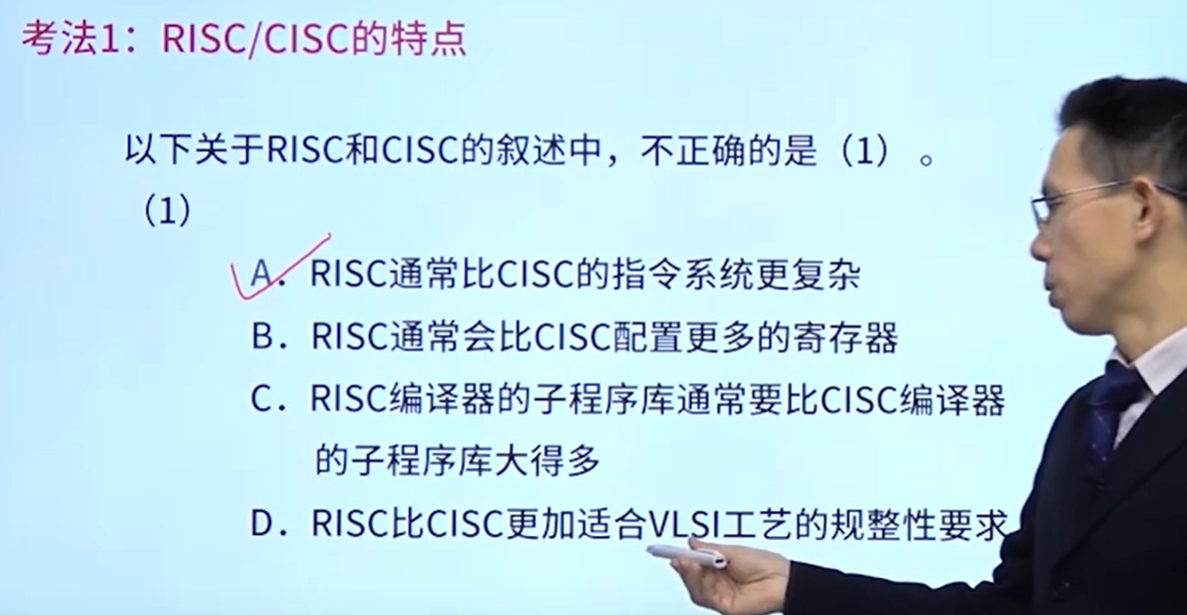 考法1：RISC/CISC的特点
以下关于RISC和CISC的叙述中，不正确的是（1）。
（1）
A．RISC通常比CISC的指令系统更复杂
B．RISC通常会比CISC配置更多的寄存器
C．RISC编译器的子程序库通常要比CISC编译器
的子程序库大得多
D．RISC比CISC更加适合VLSI工艺的规整性要求